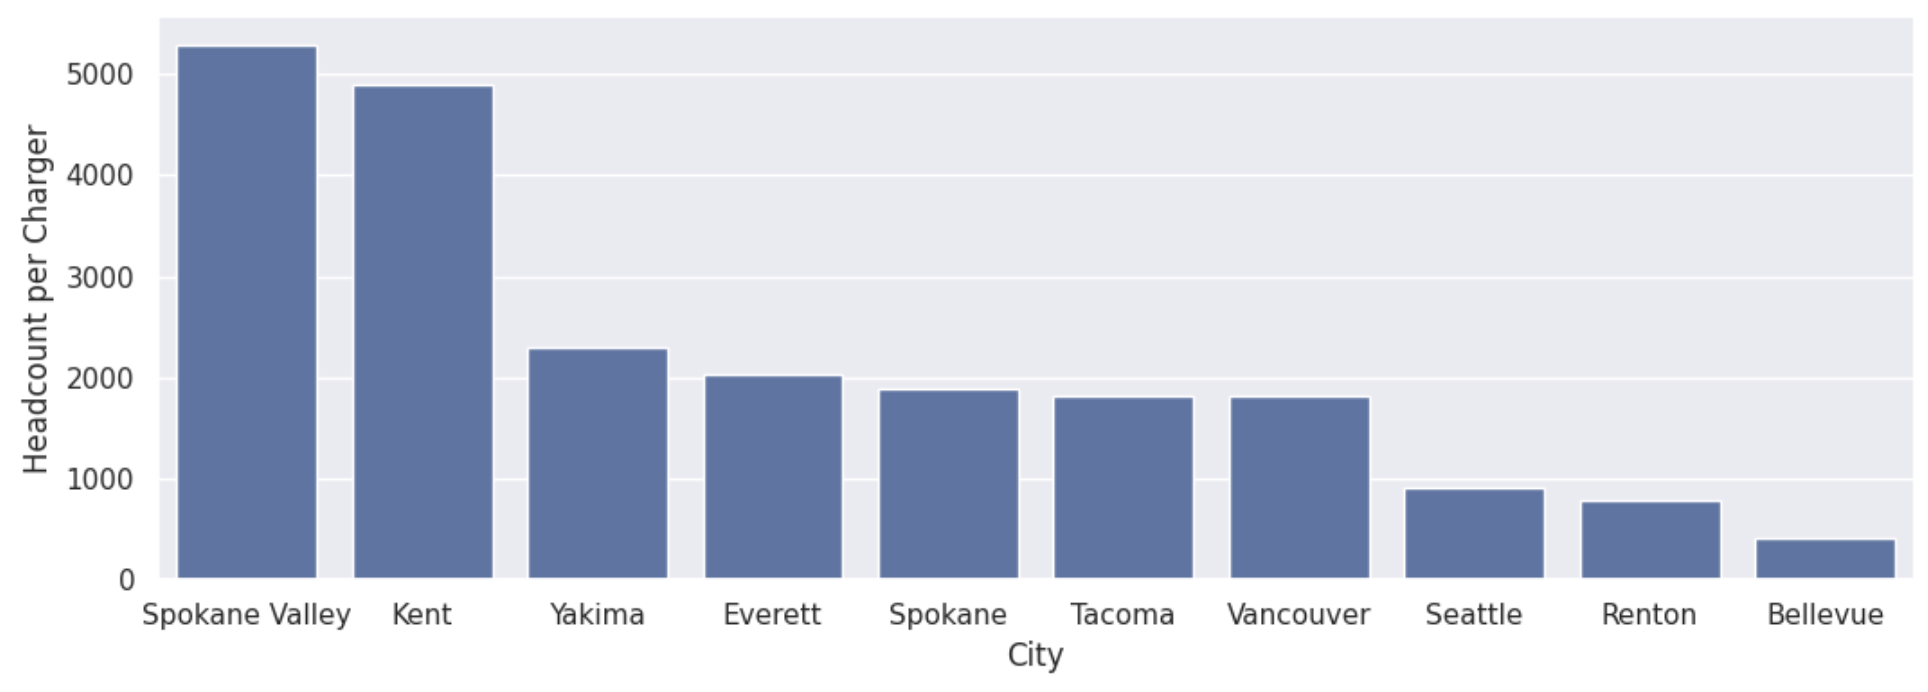 Headcount per Charger
5000
4000
3000
2000
1000
0
Spokane Valley Kent Yakima Everett Spokane Tacoma Vancouver Seattle Renton Bellevue
City